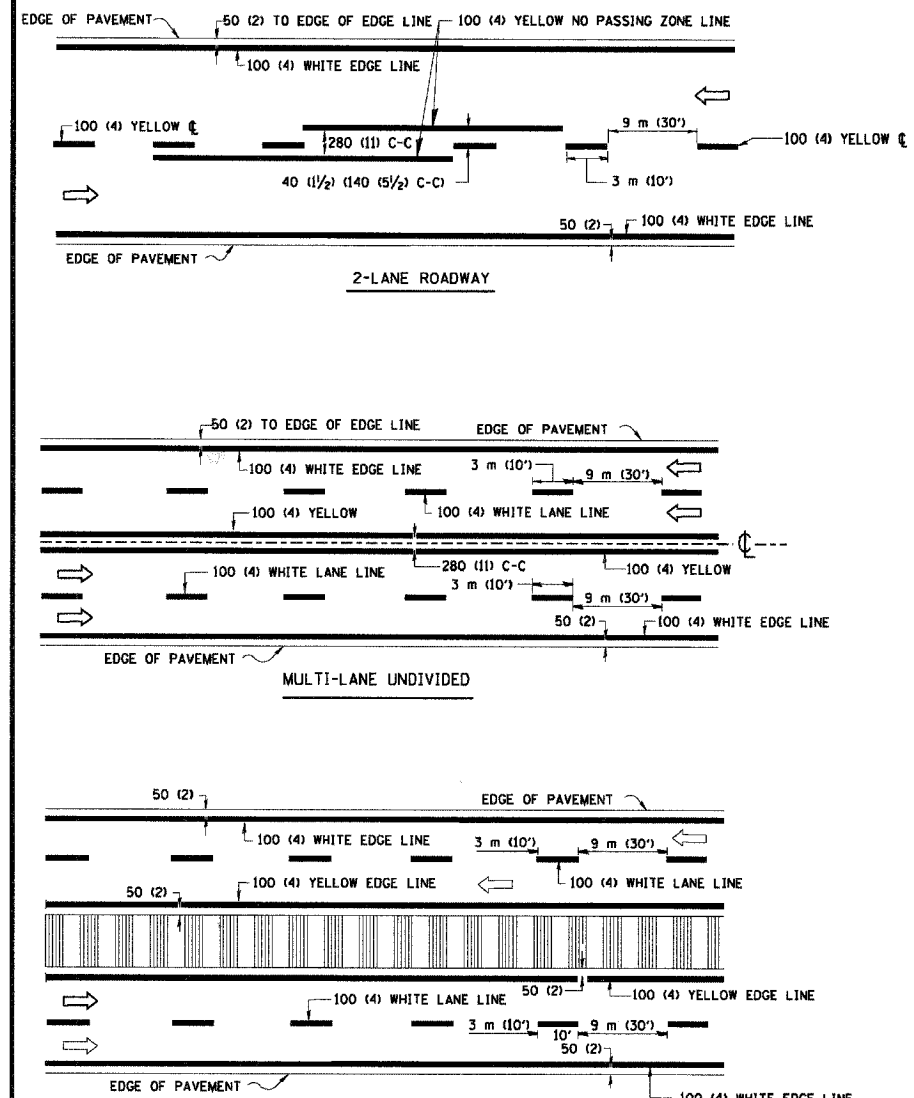 EDGE OF PAVEMENT
50 (2) TO EDGE OF EDGE LINE
100 (4) YELLOW NO PASSING ZONE LINE
100 (4) WHITE EDGE LINE
9 m (30')
100 (4) YELLOW ℄
280 (11) C-C
100 (4) YELLOW ℄
40 (1½) (140 (5½) C-C)
3 m (10')
50 (2)
100 (4) WHITE EDGE LINE
EDGE OF PAVEMENT
2-LANE ROADWAY
50 (2) TO EDGE OF EDGE LINE
EDGE OF PAVEMENT
100 (4) WHITE EDGE LINE
3 m (10')
9 m (30')
100 (4) YELLOW
100 (4) WHITE LANE LINE
℄
280 (11) C-C
100 (4) YELLOW
100 (4) WHITE LANE LINE
3 m (10')
9 m (30')
50 (2)
100 (4) WHITE EDGE LINE
EDGE OF PAVEMENT
MULTI-LANE UNDIVIDED
50 (2)
EDGE OF PAVEMENT
100 (4) WHITE EDGE LINE
3 m (10')
9 m (30')
50 (2)
100 (4) YELLOW EDGE LINE
100 (4) WHITE LANE LINE
50 (2)
100 (4) YELLOW EDGE LINE
100 (4) WHITE LANE LINE
3 m (10')
10'
9 m (30')
50 (2)
EDGE OF PAVEMENT
100 (4) WHITE EDGE LINE